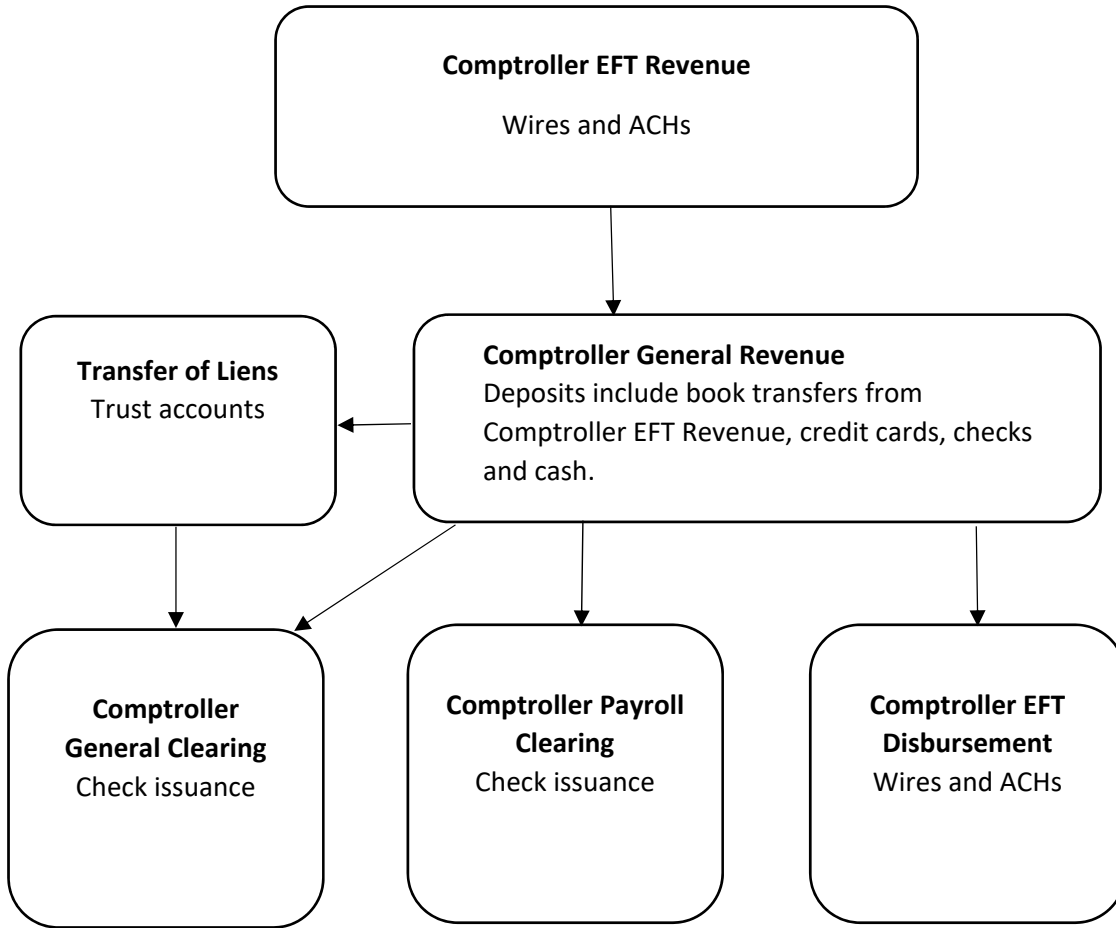 Comptroller EFT Revenue
Wires and ACHs
Transfer of Liens
Trust accounts
Comptroller General Revenue
Deposits include book transfers from
Comptroller EFT Revenue, credit cards, checks
and cash.
Comptroller
General Clearing
Check issuance
Comptroller Payroll
Clearing
Check issuance
Comptroller EFT
Disbursement
Wires and ACHs